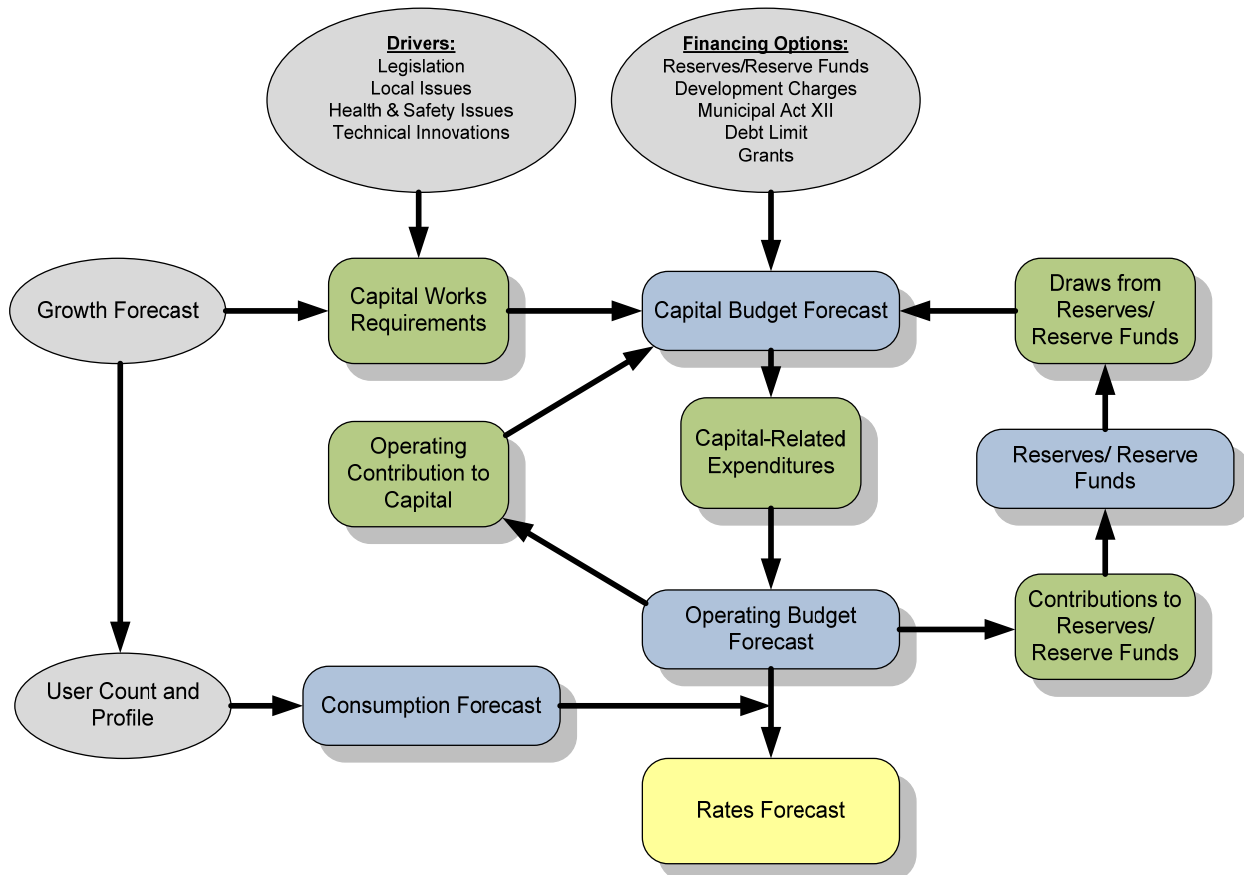 Drivers:
Legislation
Local Issues
Health & Safety Issues
Technical Innovations
Financing Options:
Reserves/Reserve Funds
Development Charges
Municipal Act XII
Debt Limit
Grants
Growth Forecast
Capital Works
Requirements
Capital Budget Forecast
Draws from
Reserves/
Reserve Funds
Operating
Contribution to
Capital
Capital-Related
Expenditures
Reserves/ Reserve
Funds
Operating Budget
Forecast
Contributions to
Reserves/
Reserve Funds
User Count and
Profile
Consumption Forecast
Rates Forecast